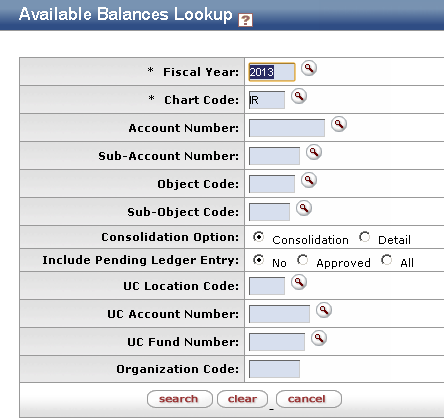 Available Balances Lookup ?
* Fiscal Year: 2013
* Chart Code: IR
Account Number:
Sub-Account Number:
Object Code:
Sub-Object Code:
Consolidation Option: Consolidation Detail
Include Pending Ledger Entry: No Approved All
UC Location Code:
UC Account Number:
UC Fund Number:
Organization Code:
search clear cancel